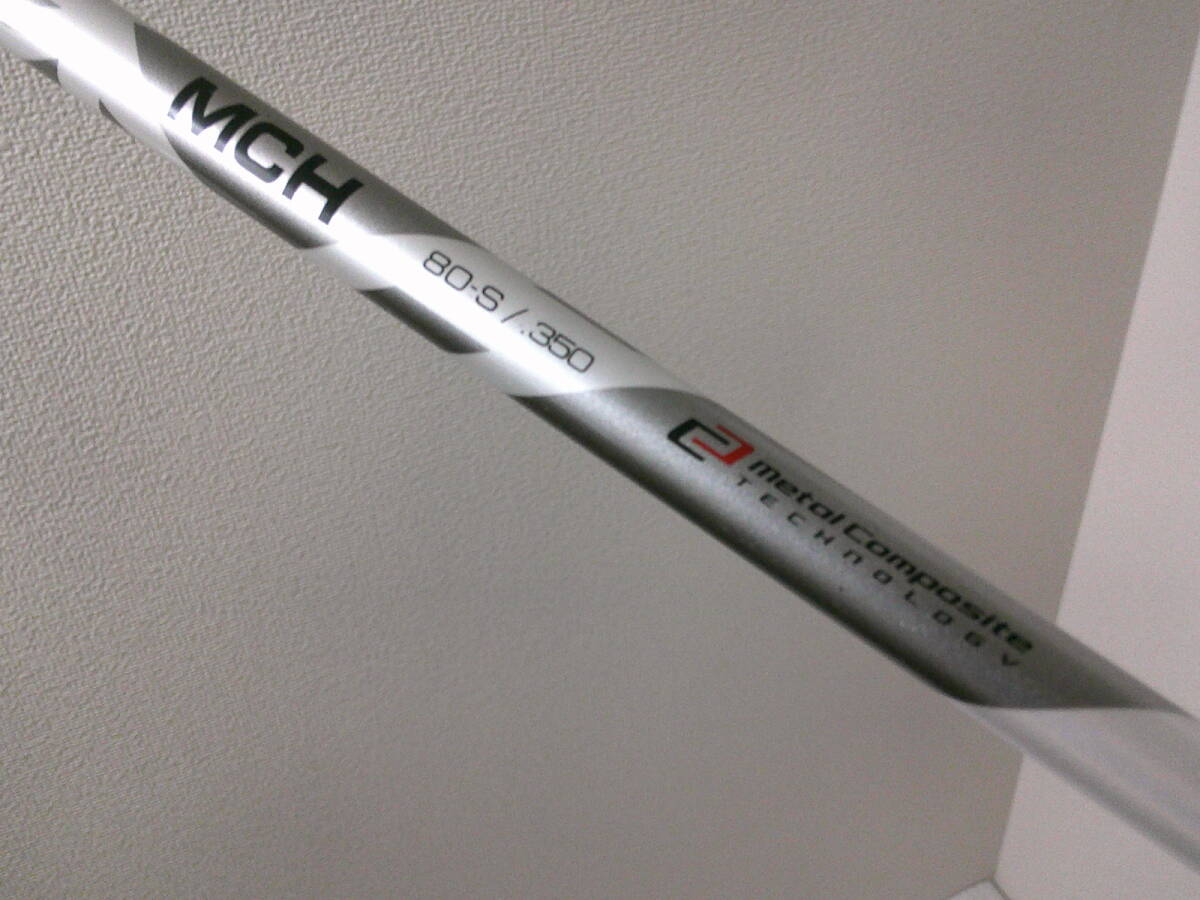 MCH
80-S / .350
metal composite
TECHNOLOGY